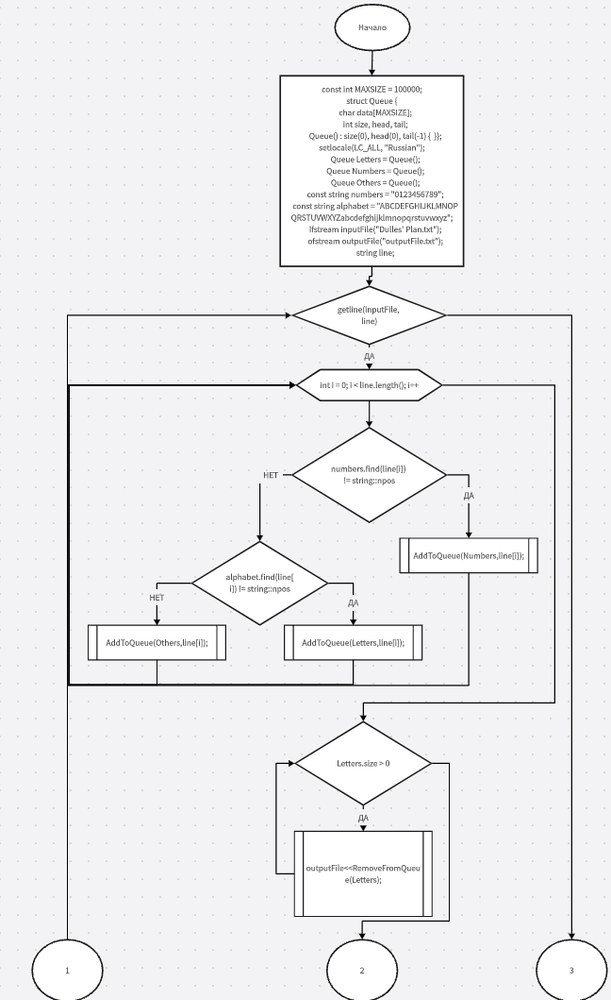 Начало
const int MAXSIZE = 100000;
struct Queue {
char data[MAXSIZE];
int size, head, tail;
Queue() : size(0), head(0), tail(-1) { }};
setlocale(LC_ALL, "Russian");
Queue Letters = Queue();
Queue Numbers = Queue();
Queue Others = Queue();
const string numbers = "0123456789";
const string alphabet = "ABCDEFGHIJKLMNOP
QRSTUVWXYZabcdefghijklmnopqrstuvwxyz";
Ifstream inputFile("Dulles' Plan.txt");
ofstream outputFile("outputFile.txt");
string line;
getline(inputFile,
line)
ДА
int i = 0; i < line.length(); i++
numbers.find(line[i])
!= string::npos
НЕТ
ДА
AddToQueue(Numbers,line[i]);
alphabet.find(line[
i]) != string::npos
НЕТ
ДА
AddToQueue(Others,line[i]);
AddToQueue(Letters,line[i]);
Letters.size > 0
ДА
outputFile<<RemoveFromQueu
e(Letters);
1
2
3